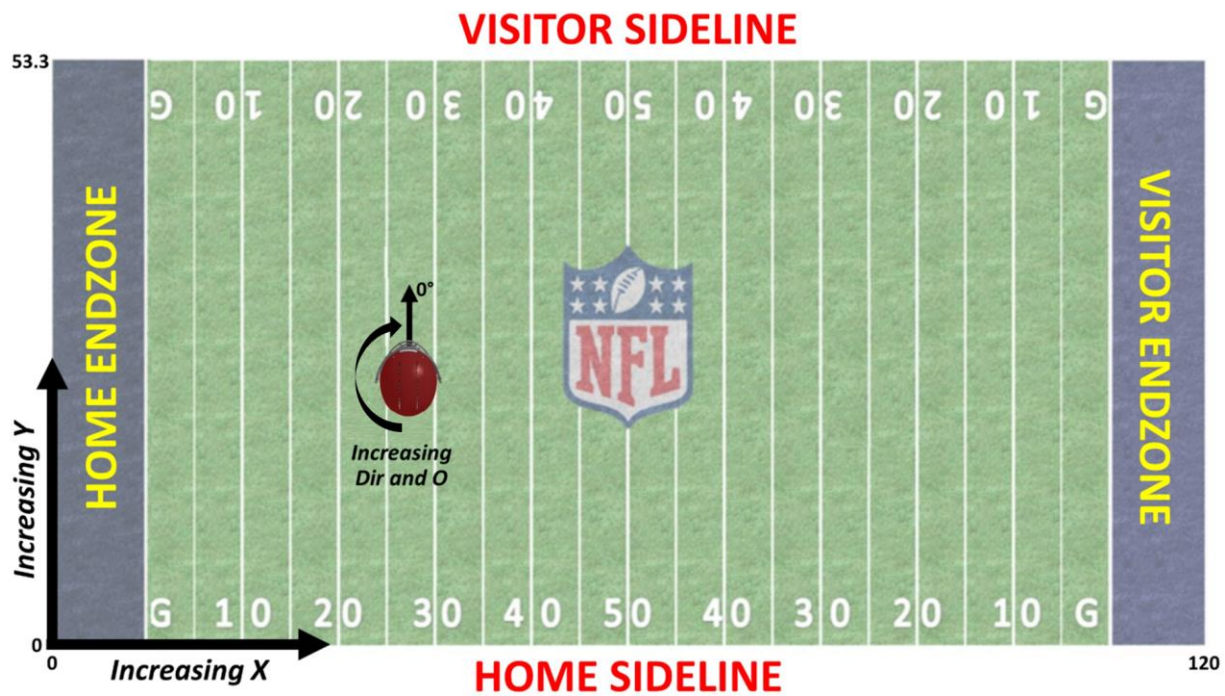 VISITOR SIDELINE
53.3
G 10 20 30 40 50 40 30 20 10 G
HOME ENDZONE
VISITOR ENDZONE
0°
NFL
Increasing
Dir and O
Increasing Y
G 10 20 30 40 50 40 30 20 10 G
0
0
Increasing X
HOME SIDELINE
120